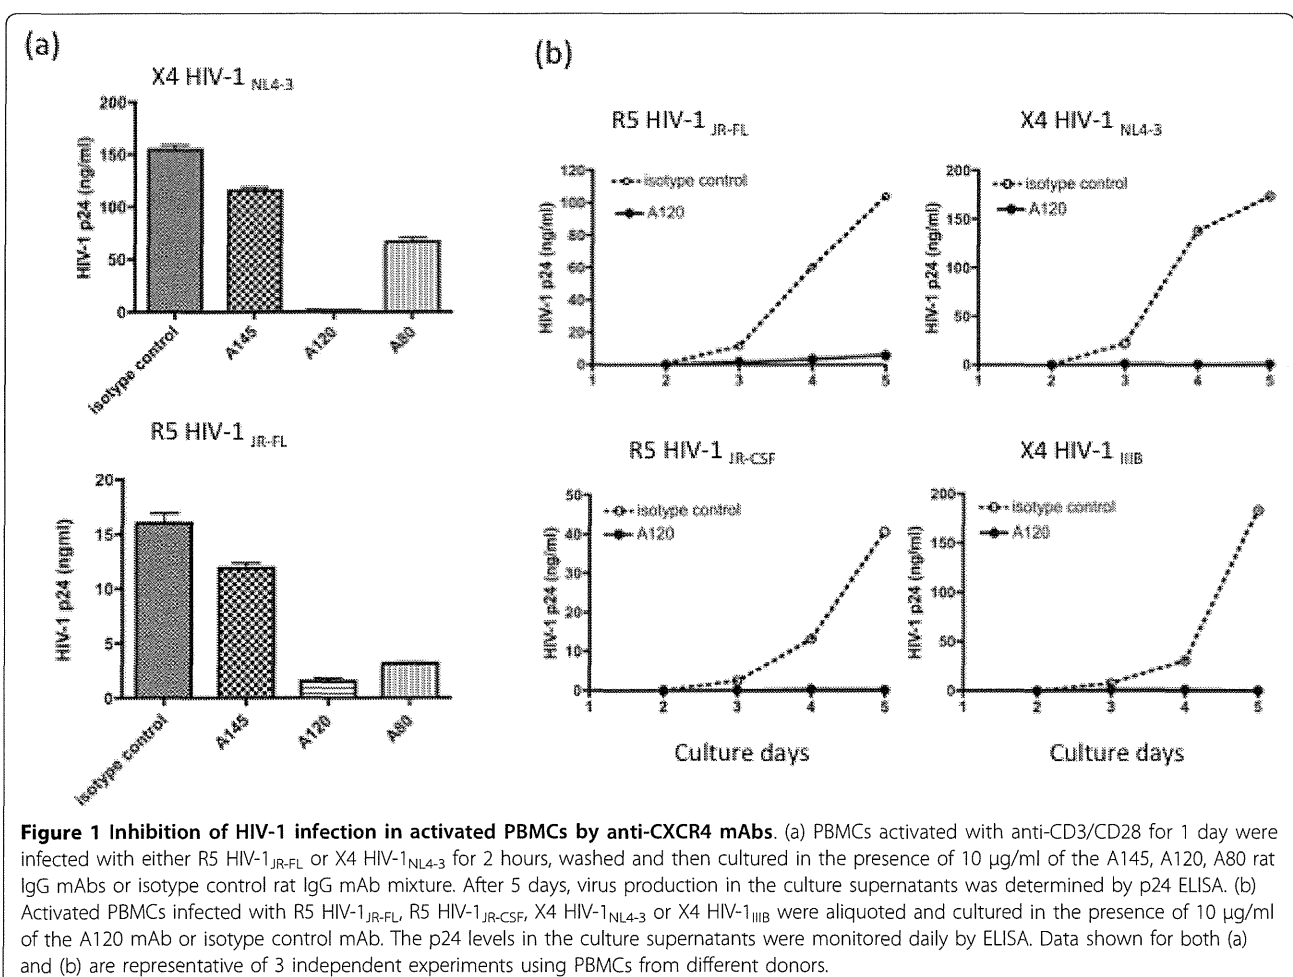 (a)
X4 HIV-1 NL4-3
200
150
100
50
0
HIV-1 p24 (ng/ml)
isotype control
A145
A120
A80
R5 HIV-1 JR-FL
20
15
10
5
0
HIV-1 p24 (ngml)
isotype control
A145
A120
A80
(b)
R5 HIV-1 JR-FL
120
100
80
60
40
20
0
HIV-1 p24 (ng/ml)
isotype control
A120
1 2 3 4 5
X4 HIV-1 NL4-3
200
150
100
50
0
HIV-1 p24 (ng/ml)
isotype control
A120
1 2 3 4 5
R5 HIV-1 JR-CSF
50
40
30
20
10
0
HIV-1 p24 (ng/ml)
isotype control
A120
1 2 3 4 5
Culture days
X4 HIV-1 IIIB
200
150
100
50
0
HIV-1 p24 (ng/ml)
isotype control
A120
1 2 3 4 5
Culture days
Figure 1 Inhibition of HIV-1 infection in activated PBMCs by anti-CXCR4 mAbs. (a) PBMCs activated with anti-CD3/CD28 for 1 day were
infected with either R5 HIV-1JR-FL or X4 HIV-1NL4-3 for 2 hours, washed and then cultured in the presence of 10 μg/ml of the A145, A120, A80 rat
IgG mAbs or isotype control rat IgG mAb mixture. After 5 days, virus production in the culture supernatants was determined by p24 ELISA. (b)
Activated PBMCs infected with R5 HIV-1JR-FL, R5 HIV-1JR-CSF, X4 HIV-1NL4-3 or X4 HIV-1IIIB were aliquoted and cultured in the presence of 10 μg/ml
of the A120 mAb or isotype control mAb. The p24 levels in the culture supernatants were monitored daily by ELISA. Data shown for both (a)
and (b) are representative of 3 independent experiments using PBMCs from different donors.